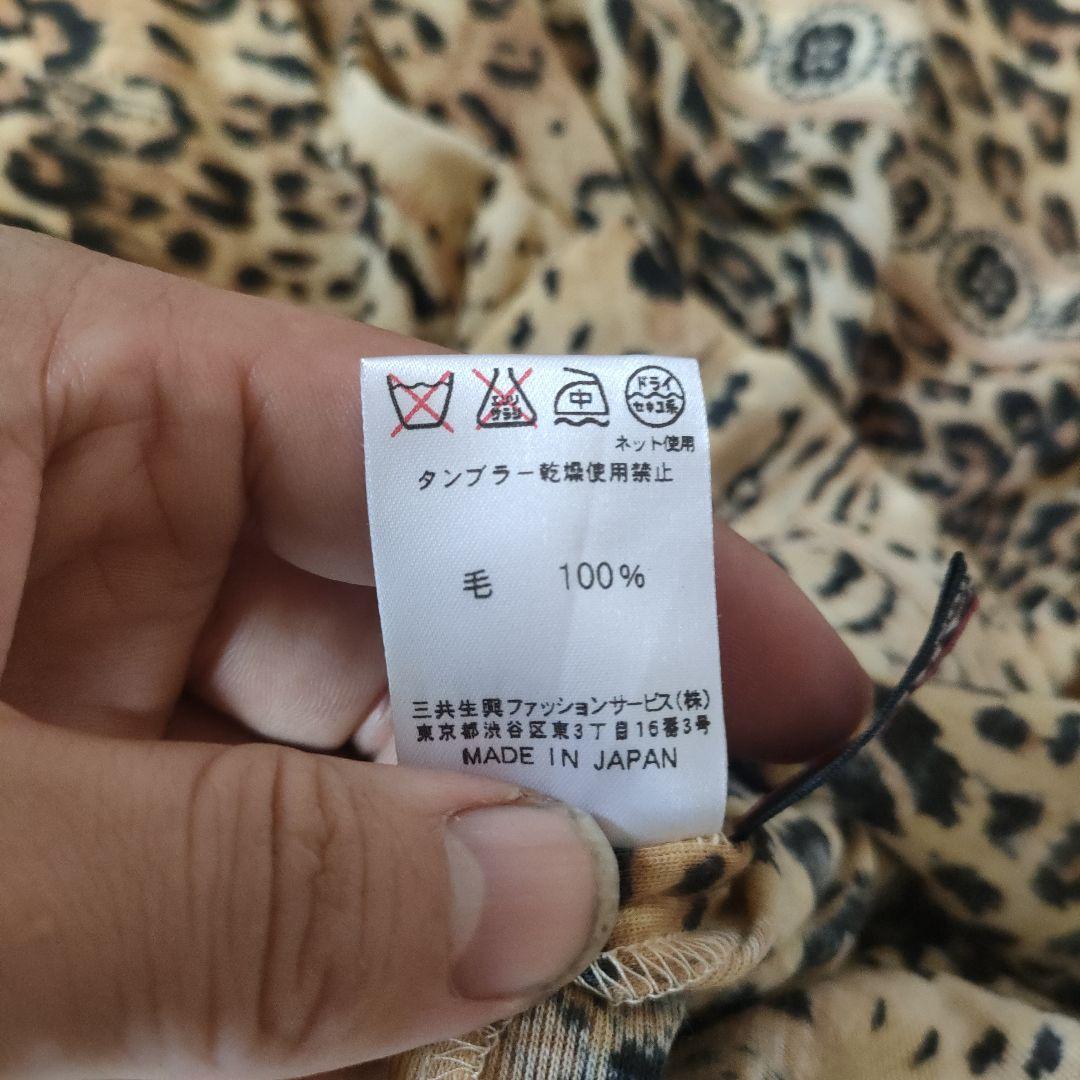 エンソ サラシ 中 ドライ セキユ系
ネット使用
タンブラー乾燥使用禁止
毛 100%
三共生興ファッションサービス(株)
東京都渋谷区東3丁目16番3号
MADE IN JAPAN